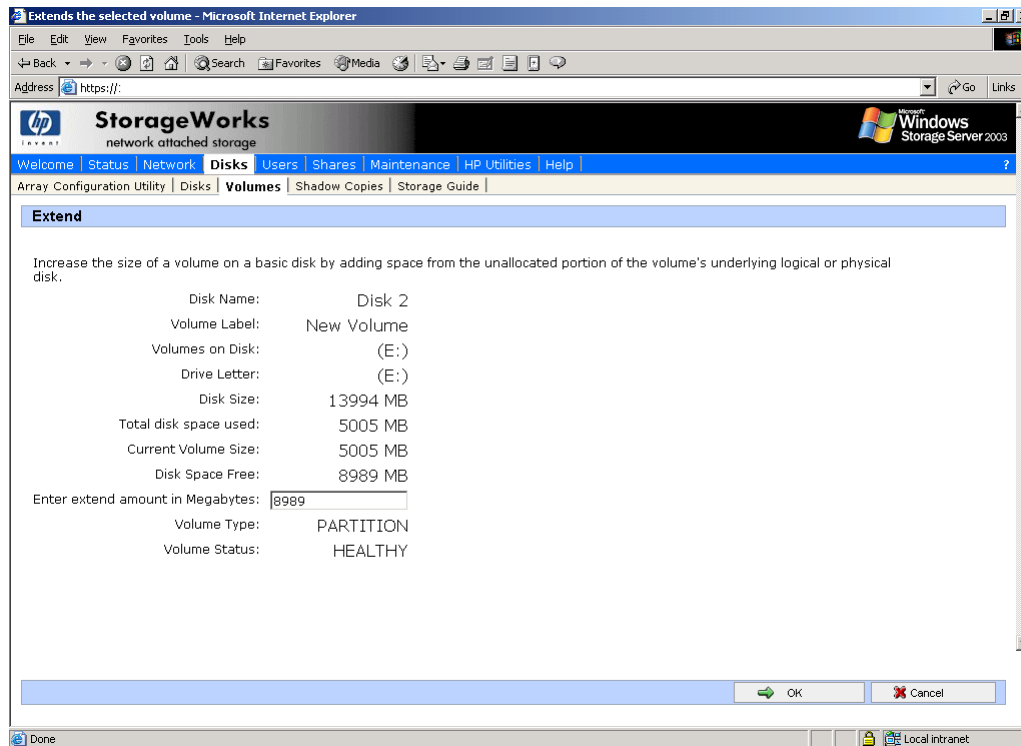 Extends the selected volume - Microsoft Internet Explorer
File Edit View Favorites Tools Help
Back Search Favorites Media
Address https://: Go Links
hp invent
StorageWorks
network attached storage
Microsoft
Windows
Storage Server 2003
Welcome | Status | Network | Disks | Users | Shares | Maintenance | HP Utilities | Help | ?
Array Configuration Utility | Disks | Volumes | Shadow Copies | Storage Guide |
Extend
Increase the size of a volume on a basic disk by adding space from the unallocated portion of the volume's underlying logical or physical
disk.
Disk Name: Disk 2
Volume Label: New Volume
Volumes on Disk: (E:)
Drive Letter: (E:)
Disk Size: 13994 MB
Total disk space used: 5005 MB
Current Volume Size: 5005 MB
Disk Space Free: 8989 MB
Enter extend amount in Megabytes: 8989
Volume Type: PARTITION
Volume Status: HEALTHY
OK Cancel
Done Local intranet